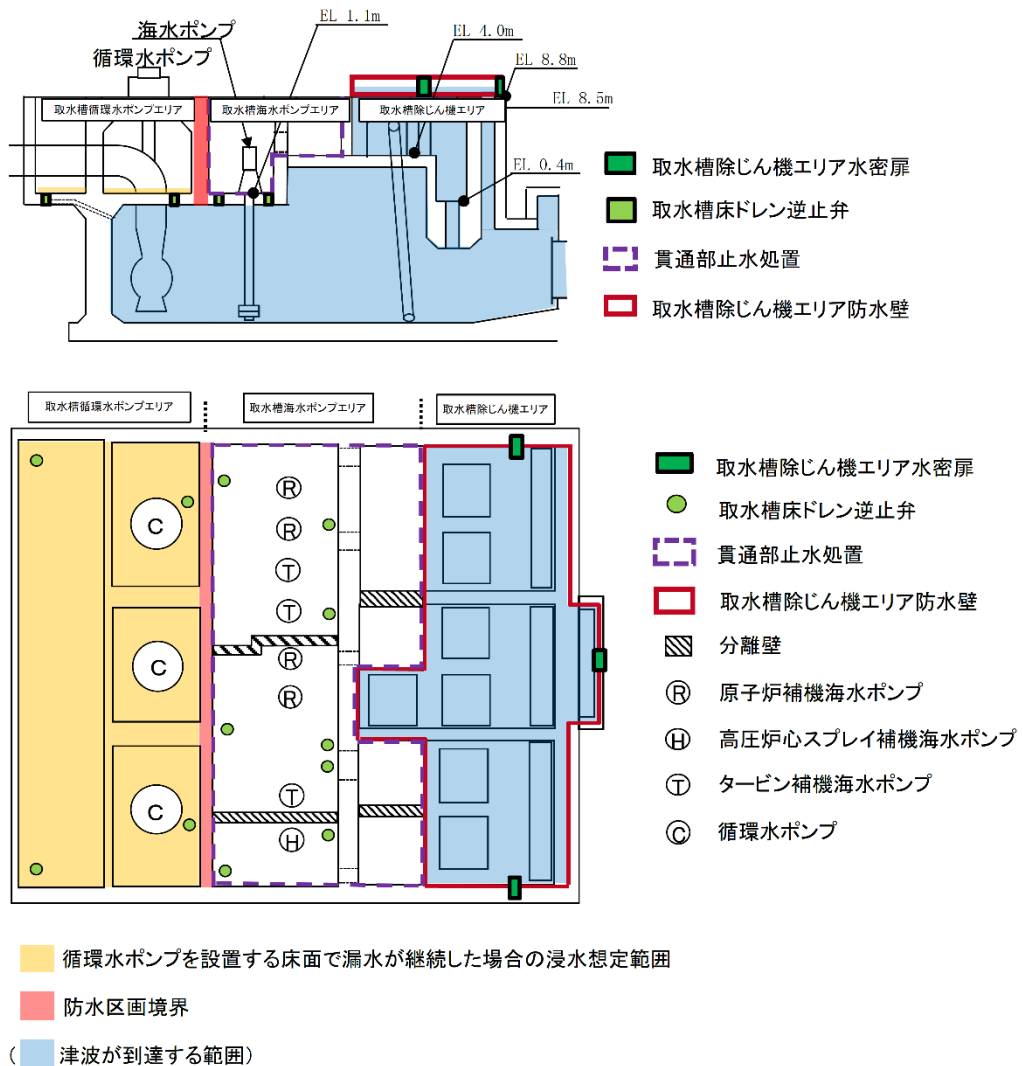 EL 1.1m
海水ポンプ
循環水ポンプ
EL 4.0m
EL 8.8m
EL 8.5m
取水槽循環水ポンプエリア
取水槽海水ポンプエリア
取水槽除じん機エリア
EL 0.4m
取水槽除じん機エリア水密扉
取水槽床ドレン逆止弁
貫通部止水処置
取水槽除じん機エリア防水壁
取水槽循環水ポンプエリア
取水槽海水ポンプエリア
取水槽除じん機エリア
C
C
C
R
R
T
T
R
R
T
H
取水槽除じん機エリア水密扉
取水槽床ドレン逆止弁
貫通部止水処置
取水槽除じん機エリア防水壁
分離壁
R 原子炉補機海水ポンプ
H 高圧炉心スプレイ補機海水ポンプ
T タービン補機海水ポンプ
C 循環水ポンプ
循環水ポンプを設置する床面で漏水が継続した場合の浸水想定範囲
防水区画境界
(津波が到達する範囲)